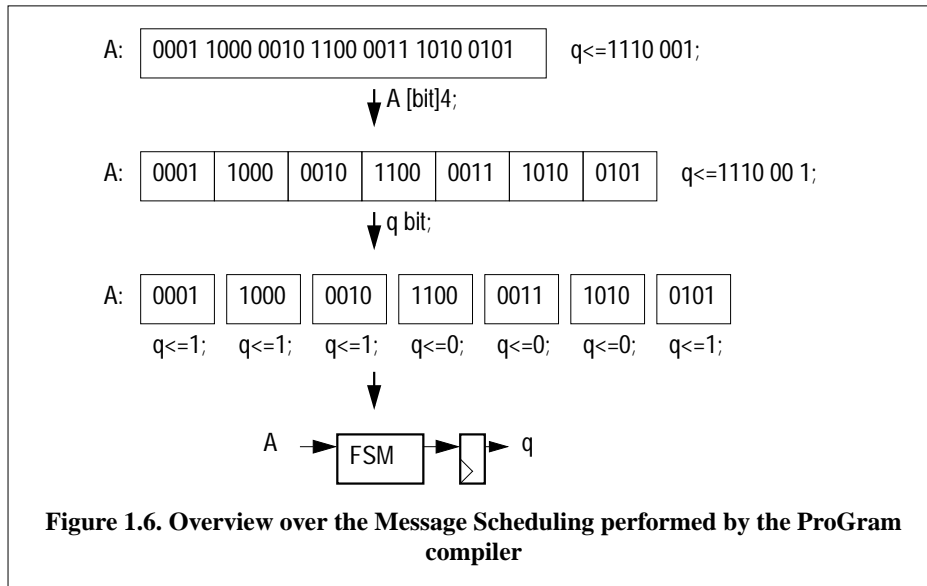 A: 0001 1000 0010 1100 0011 1010 0101 q<=1110 001;
A [bit]4;
A: 0001 1000 0010 1100 0011 1010 0101 q<=1110 00 1;
q bit;
A: 0001 1000 0010 1100 0011 1010 0101
q<=1; q<=1; q<=1; q<=0; q<=0; q<=0; q<=1;
A FSM q
Figure 1.6. Overview over the Message Scheduling performed by the ProGram
compiler